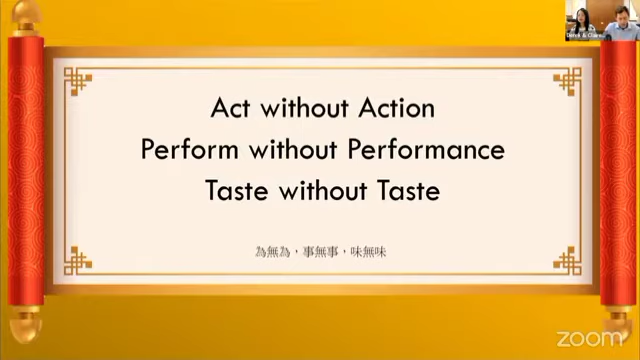 Act without Action
Perform without Performance
Taste without Taste
為無為，事無事，味無味
zoom